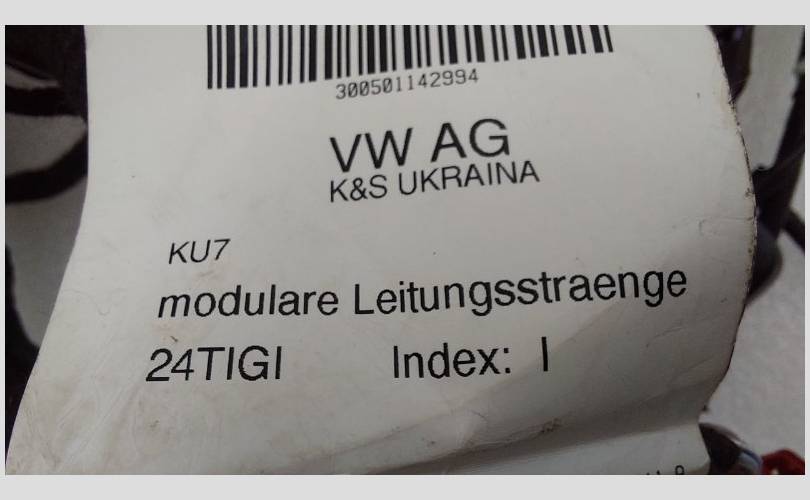 300501142994
VW AG
K&S UKRAINA
KU7
modulare Leitungsstraenge
24TIGI Index: I